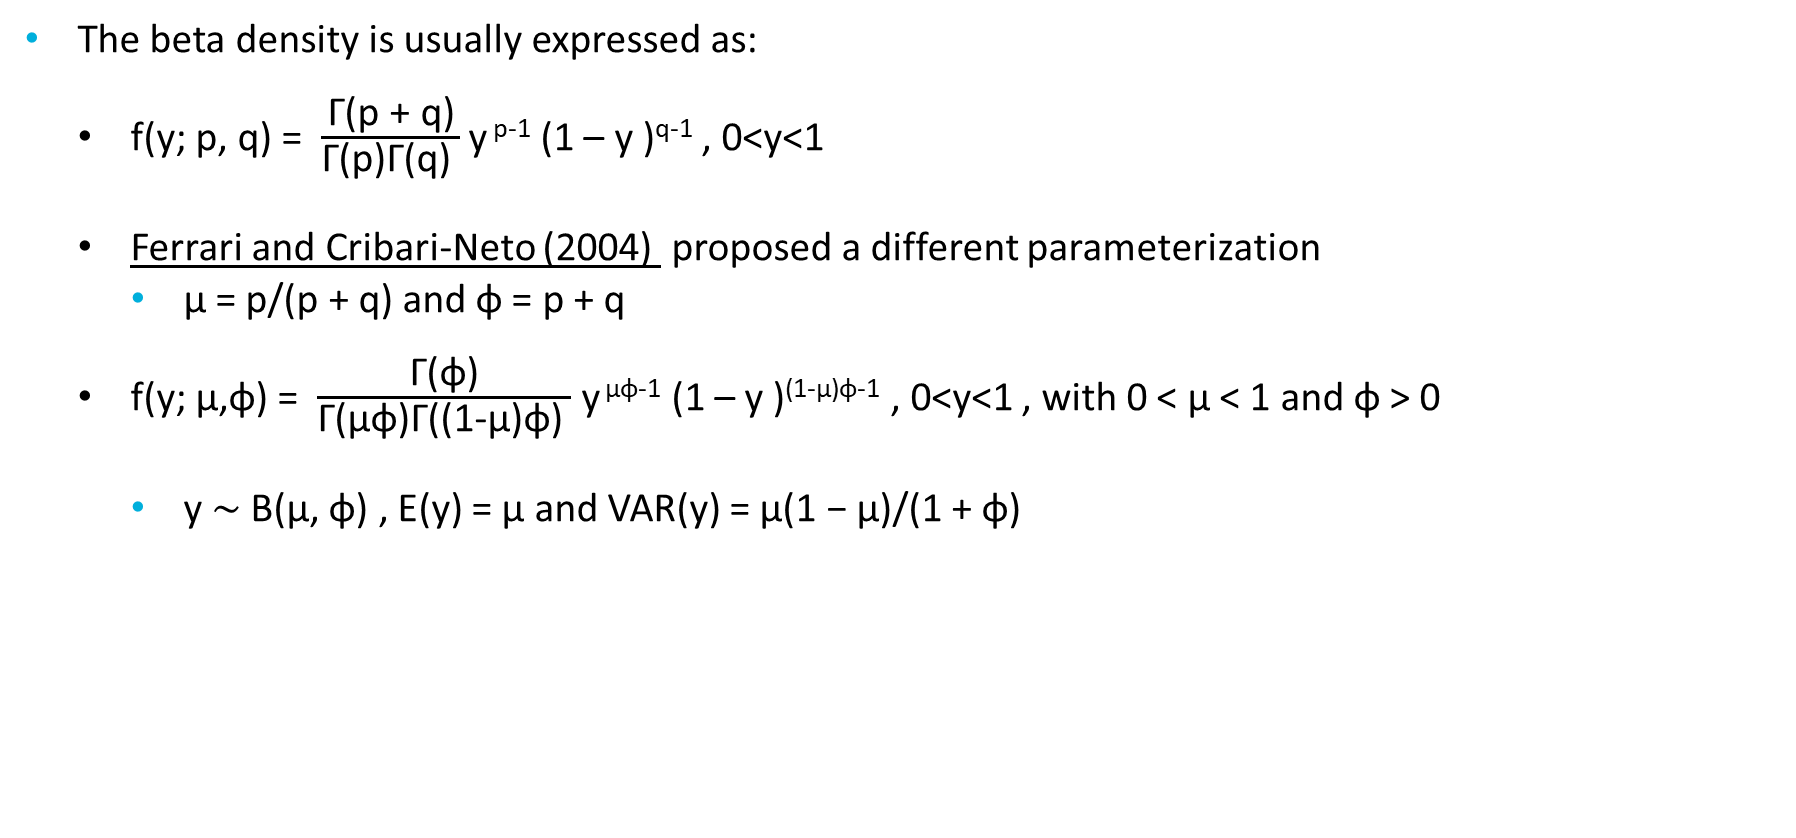 • The beta density is usually expressed as:
• f(y; p, q) = Γ(p + q) / Γ(p)Γ(q) y^p-1 (1 – y )^q-1 , 0<y<1
• Ferrari and Cribari-Neto (2004) proposed a different parameterization
• μ = p/(p + q) and ϕ = p + q
• f(y; μ,ϕ) = Γ(ϕ) / Γ(μϕ)Γ((1-μ)ϕ) y^μϕ-1 (1 – y )^(1-μ)ϕ-1 , 0<y<1 , with 0 < μ < 1 and ϕ > 0
• y ∼ B(μ, ϕ) , E(y) = μ and VAR(y) = μ(1 − μ)/(1 + ϕ)